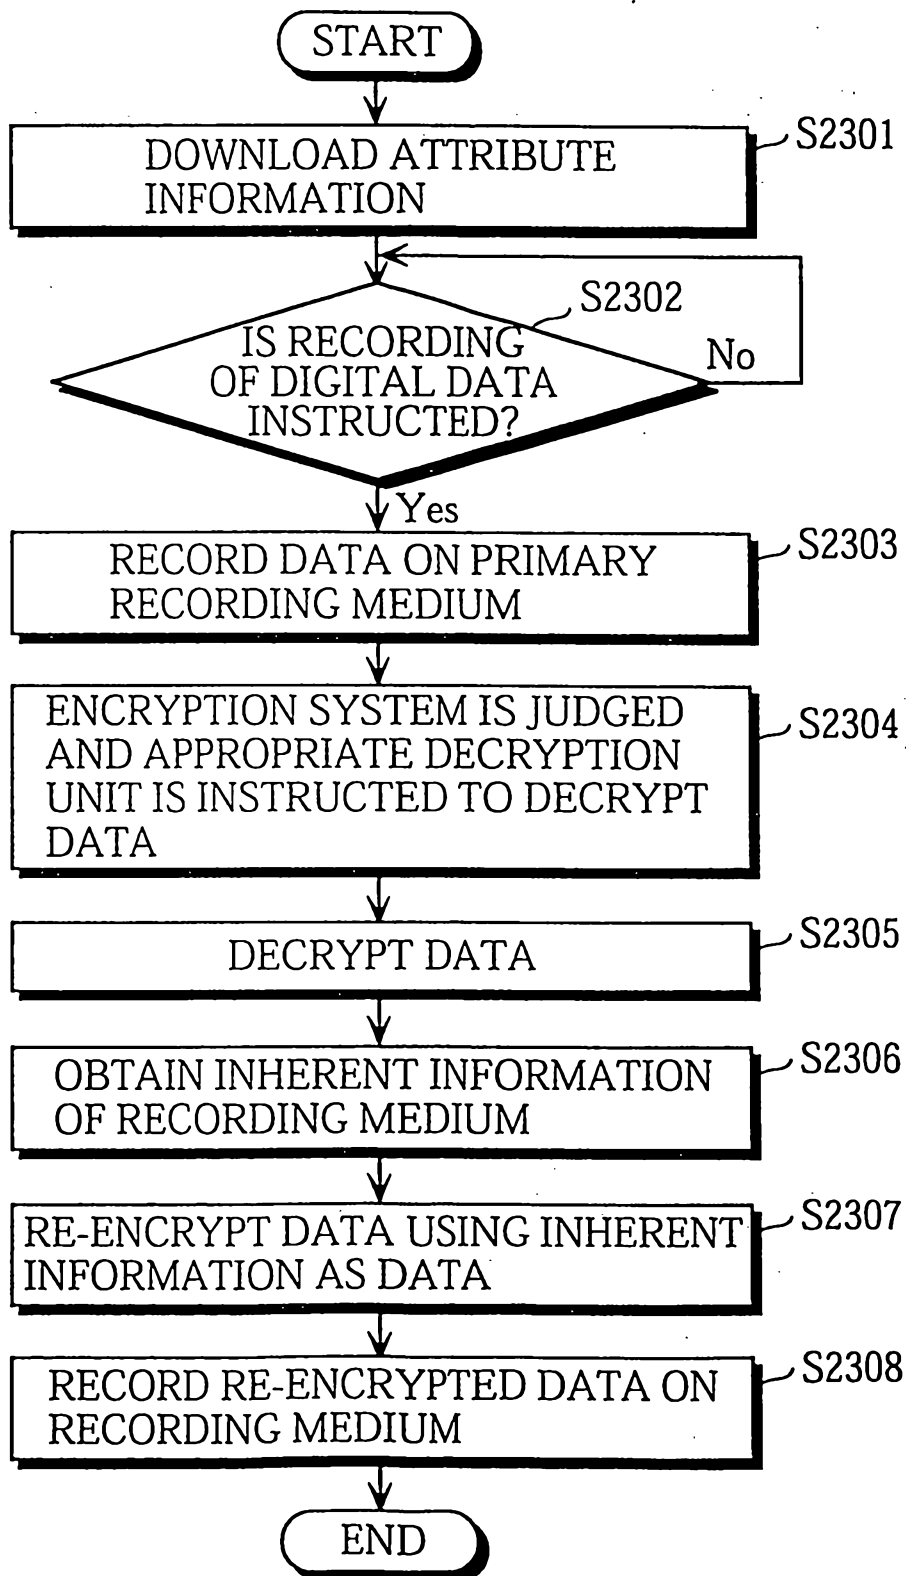 START
S2301
DOWNLOAD ATTRIBUTE
INFORMATION
S2302
IS RECORDING
OF DIGITAL DATA
INSTRUCTED?
No
Yes
S2303
RECORD DATA ON PRIMARY
RECORDING MEDIUM
S2304
ENCRYPTION SYSTEM IS JUDGED
AND APPROPRIATE DECRYPTION
UNIT IS INSTRUCTED TO DECRYPT
DATA
S2305
DECRYPT DATA
S2306
OBTAIN INHERENT INFORMATION
OF RECORDING MEDIUM
S2307
RE-ENCRYPT DATA USING INHERENT
INFORMATION AS DATA
S2308
RECORD RE-ENCRYPTED DATA ON
RECORDING MEDIUM
END